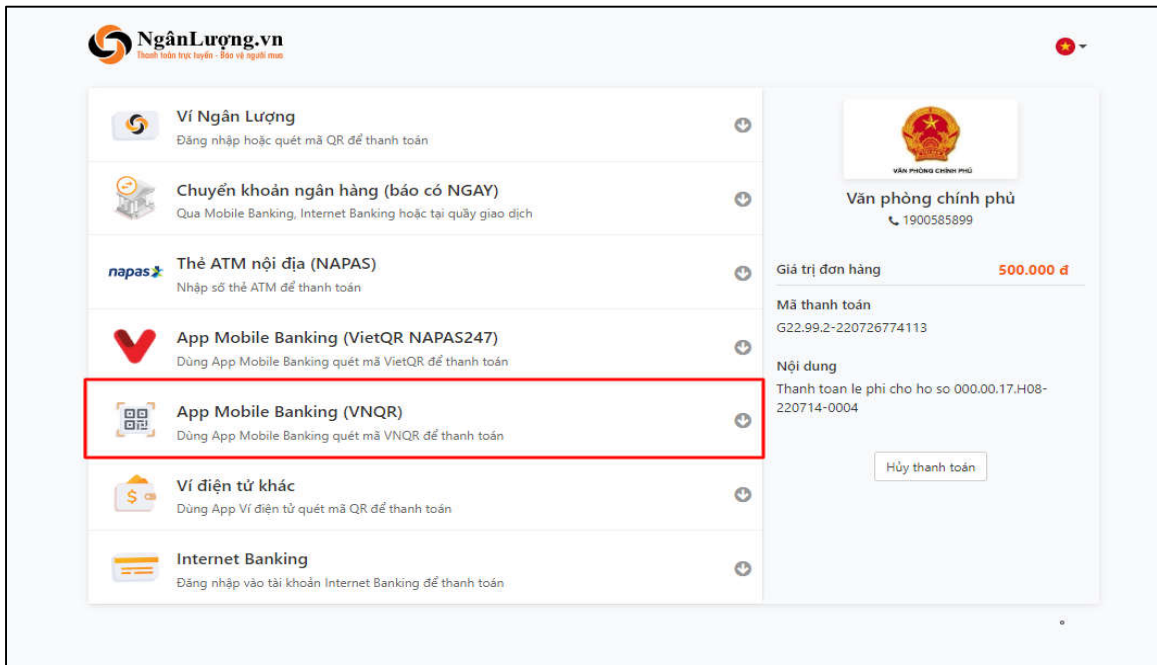 NgânLượng.vn
Thanh toán trực tuyến - Bảo vệ người mua
Ví Ngân Lượng
Đăng nhập hoặc quét mã QR để thanh toán
Chuyển khoản ngân hàng (báo có NGAY)
Qua Mobile Banking, Internet Banking hoặc tại quầy giao dịch
napas
Thẻ ATM nội địa (NAPAS)
Nhập số thẻ ATM để thanh toán
App Mobile Banking (VietQR NAPAS247)
Dùng App Mobile Banking quét mã VietQR để thanh toán
App Mobile Banking (VNQR)
Dùng App Mobile Banking quét mã VNQR để thanh toán
Ví điện tử khác
Dùng App Ví điện tử quét mã QR để thanh toán
Internet Banking
Đăng nhập vào tài khoản Internet Banking để thanh toán
VĂN PHÒNG CHÍNH PHỦ
Văn phòng chính phủ
1900585899
Giá trị đơn hàng 500.000 đ
Mã thanh toán
G22.99.2-220726774113
Nội dung
Thanh toan le phi cho ho so 000.00.17.H08-
220714-0004
Hủy thanh toán